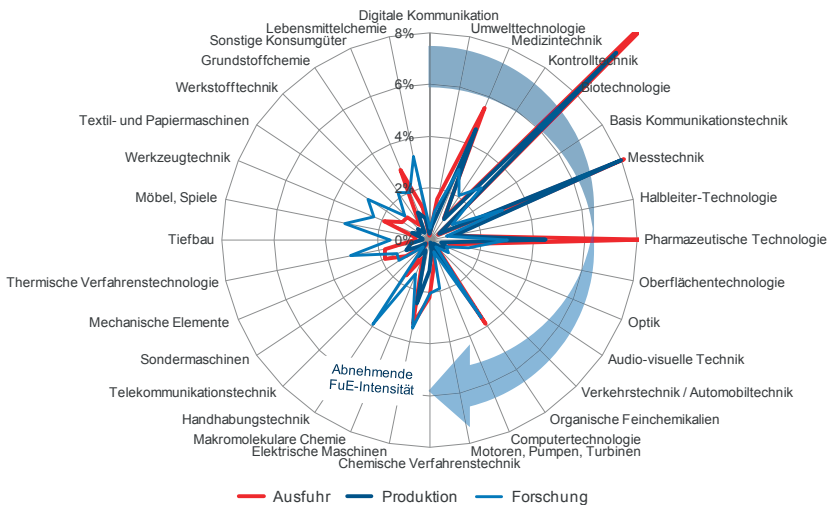 Digitale Kommunikation
Umwelttechnologie
Medizintechnik
Kontrolltechnik
Biotechnologie
Basis Kommunikationstechnik
Messtechnik
Halbleiter-Technologie
Pharmazeutische Technologie
Oberflächentechnologie
Optik
Audio-visuelle Technik
Verkehrstechnik / Automobiltechnik
Organische Feinchemikalien
Computertechnologie
Motoren, Pumpen, Turbinen
Chemische Verfahrenstechnik
Elektrische Maschinen
Makromolekulare Chemie
Handhabungstechnik
Telekommunikationstechnik
Sondermaschinen
Mechanische Elemente
Thermische Verfahrenstechnologie
Tiefbau
Möbel, Spiele
Werkzeugtechnik
Textil- und Papiermaschinen
Werkstofftechnik
Grundstoffchemie
Sonstige Konsumgüter
Lebensmittelchemie
8%
6%
4%
2%
0%
Abnehmende
FuE-Intensität
Ausfuhr
Produktion
Forschung